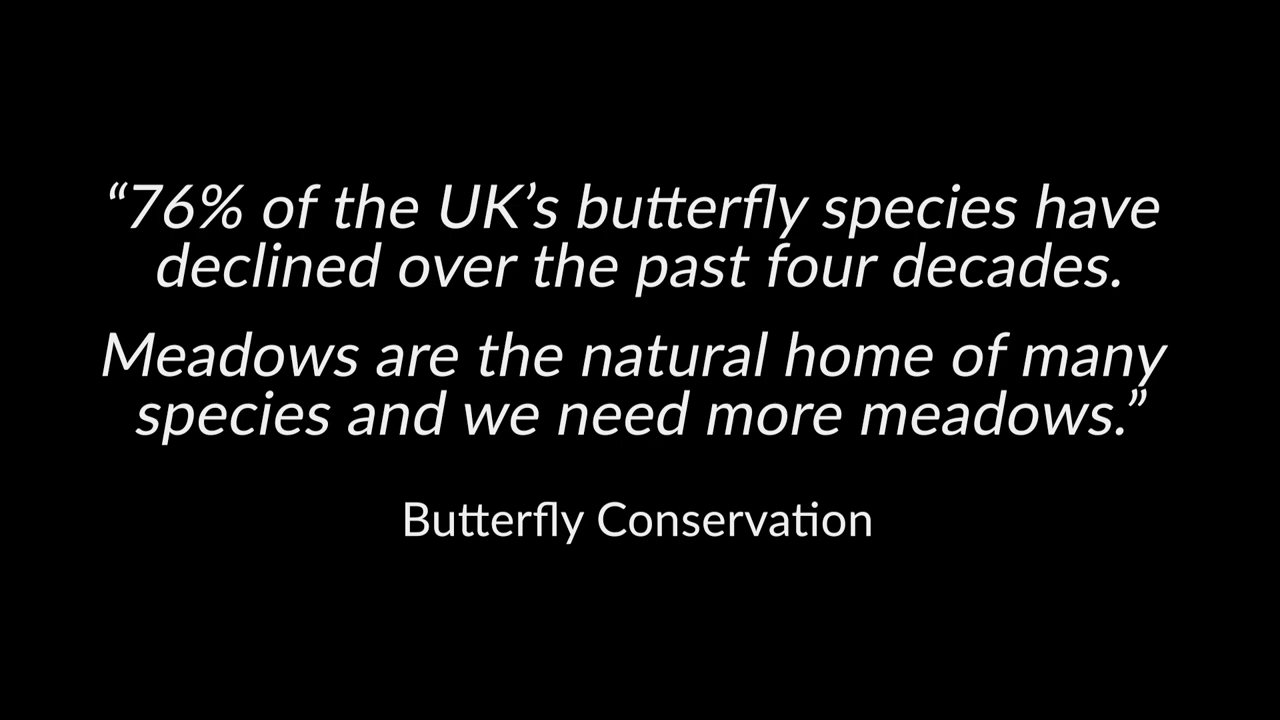 “76% of the UK’s butterfly species have
declined over the past four decades.
Meadows are the natural home of many
species and we need more meadows.”
Butterfly Conservation